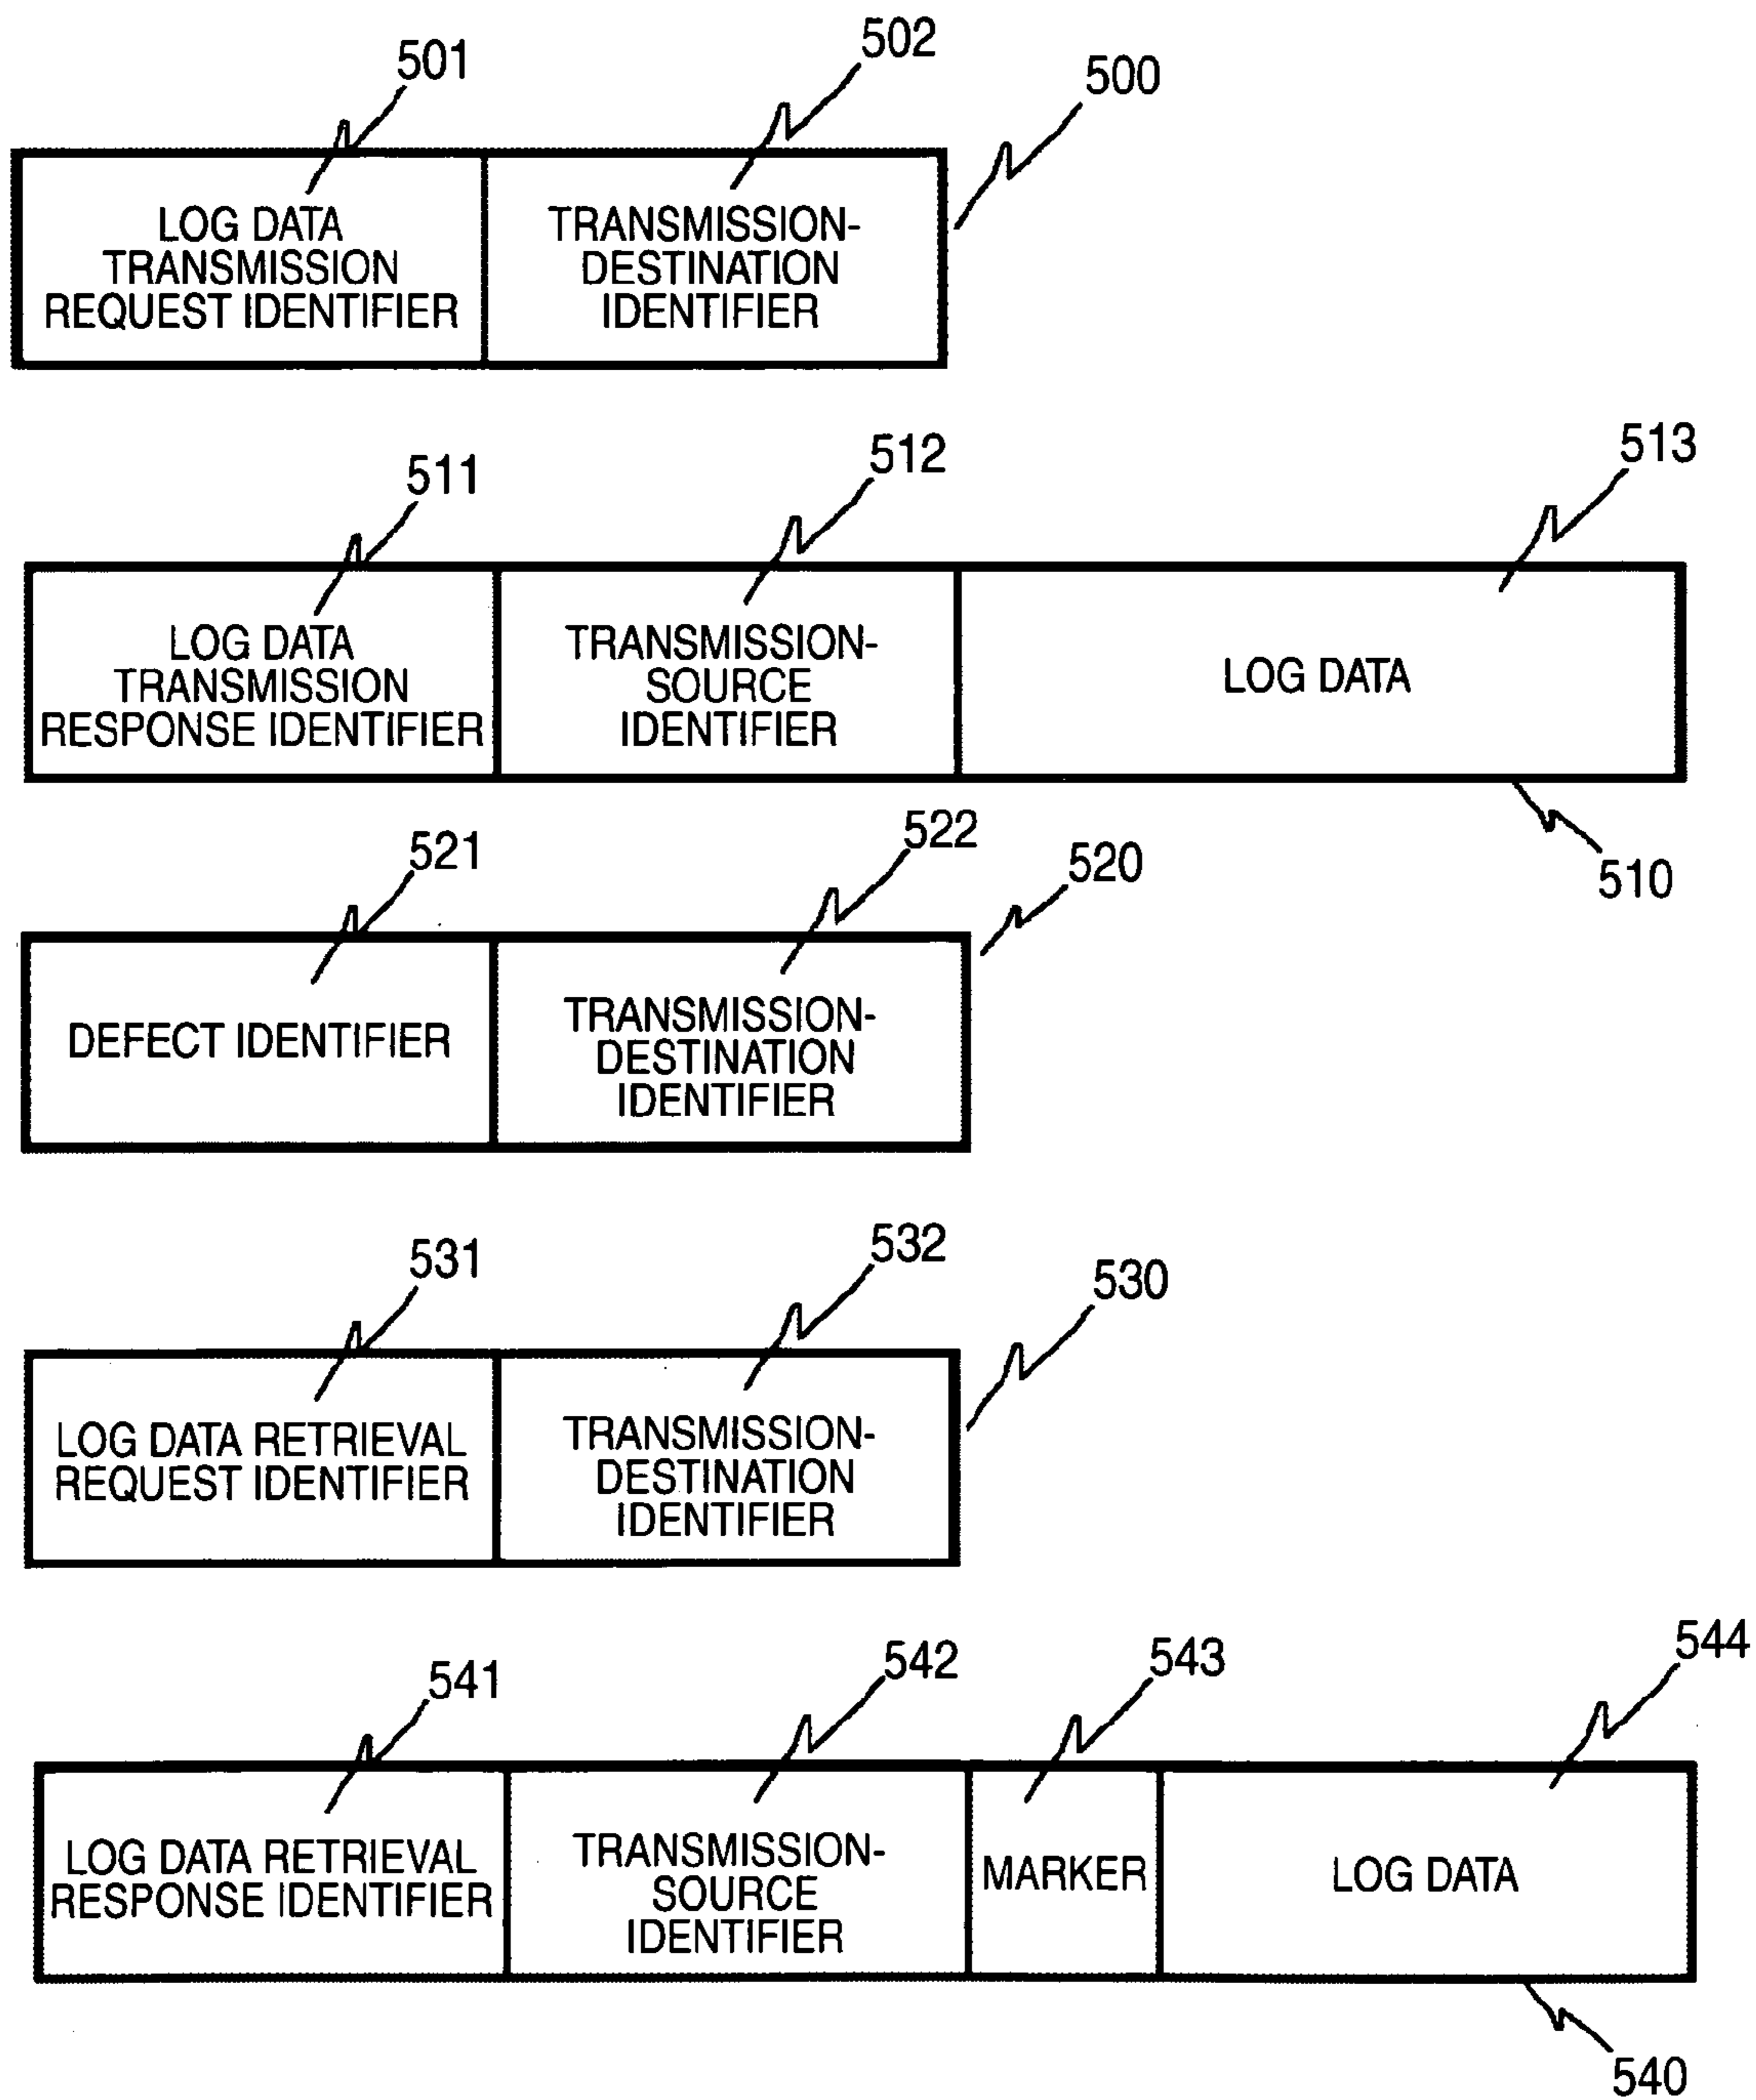 501
502
500
LOG DATA
TRANSMISSION
REQUEST IDENTIFIER
TRANSMISSION-
DESTINATION
IDENTIFIER
511
512
513
LOG DATA
TRANSMISSION
RESPONSE IDENTIFIER
TRANSMISSION-
SOURCE
IDENTIFIER
LOG DATA
510
521
522
520
DEFECT IDENTIFIER
TRANSMISSION-
DESTINATION
IDENTIFIER
531
532
530
LOG DATA RETRIEVAL
REQUEST IDENTIFIER
TRANSMISSION-
DESTINATION
IDENTIFIER
541
542
543
544
LOG DATA RETRIEVAL
RESPONSE IDENTIFIER
TRANSMISSION-
SOURCE
IDENTIFIER
MARKER
LOG DATA
540